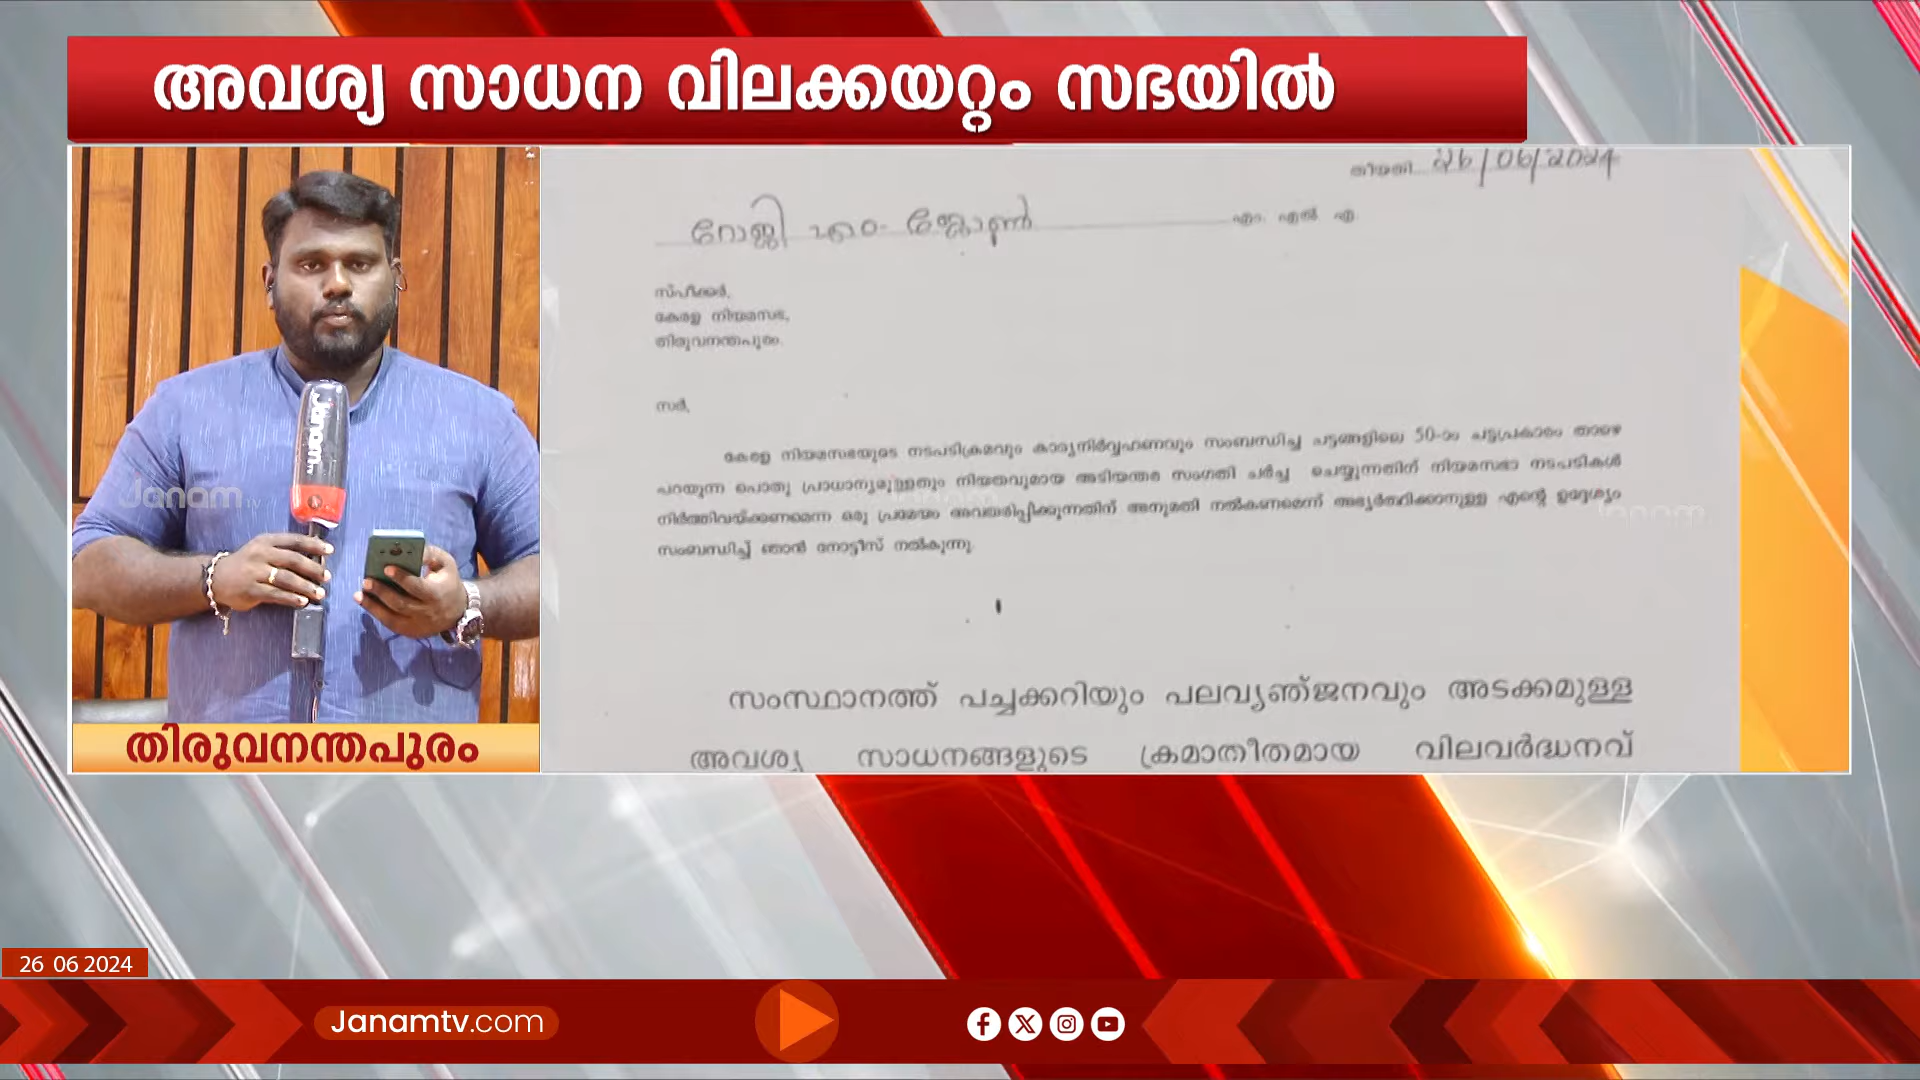 അവശ്യ സാധന വിലക്കയറ്റം സഭയിൽ
തീയതി 26/06/2024
റോജി എം. ജോൺ എം. എൽ എ
സ്പീക്കർ,
കേരള നിയമസഭ,
തിരുവനന്തപുരം.
സർ,
കേരള നിയമസഭയുടെ നടപടിക്രമവും കാര്യനിർവ്വഹണവും സംബന്ധിച്ച ചട്ടങ്ങളിലെ 50-ാം ചട്ടപ്രകാരം താഴെ
പറയുന്ന പൊതു പ്രാധാന്യമുള്ളതും നിയതവുമായ അടിയന്തര സംഗതി ചർച്ച ചെയ്യുന്നതിന് നിയമസഭാ നടപടികൾ
നിർത്തിവയ്ക്കണമെന്ന ഒരു പ്രമേയം അവതരിപ്പിക്കുന്നതിന് അനുമതി നൽകണമെന്ന് അഭ്യർത്ഥിക്കാനുള്ള എന്റെ ഉദ്ദേശ്യം
സംബന്ധിച്ച് ഞാൻ നോട്ടീസ് നൽകുന്നു.
സംസ്ഥാനത്ത് പച്ചക്കറിയും പലവ്യഞ്ജനവും അടക്കമുള്ള
അവശ്യ സാധനങ്ങളുടെ ക്രമാതീതമായ വിലവർദ്ധനവ്
Janam tv
Janam TV
Janam
തിരുവനന്തപുരം
26 06 2024
Janamtv.com